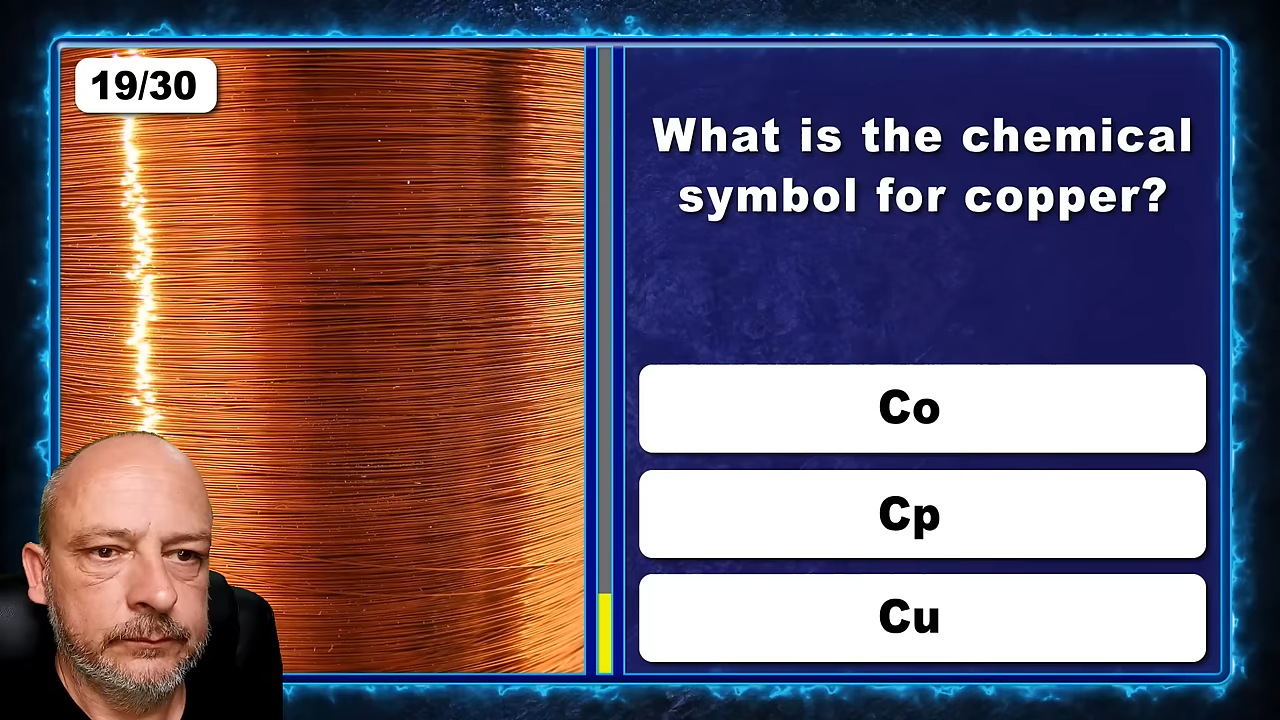 19/30
What is the chemical
symbol for copper?
Co
Cp
Cu